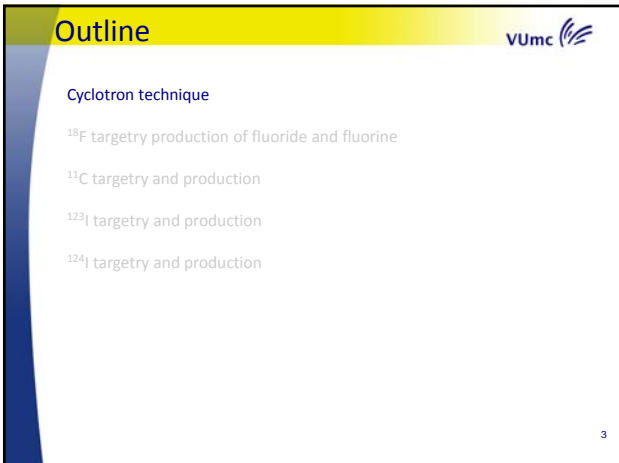 Outline
VUmc
Cyclotron technique
¹⁸F targetry production of fluoride and fluorine
¹¹C targetry and production
¹²³I targetry and production
¹²⁴I targetry and production
3